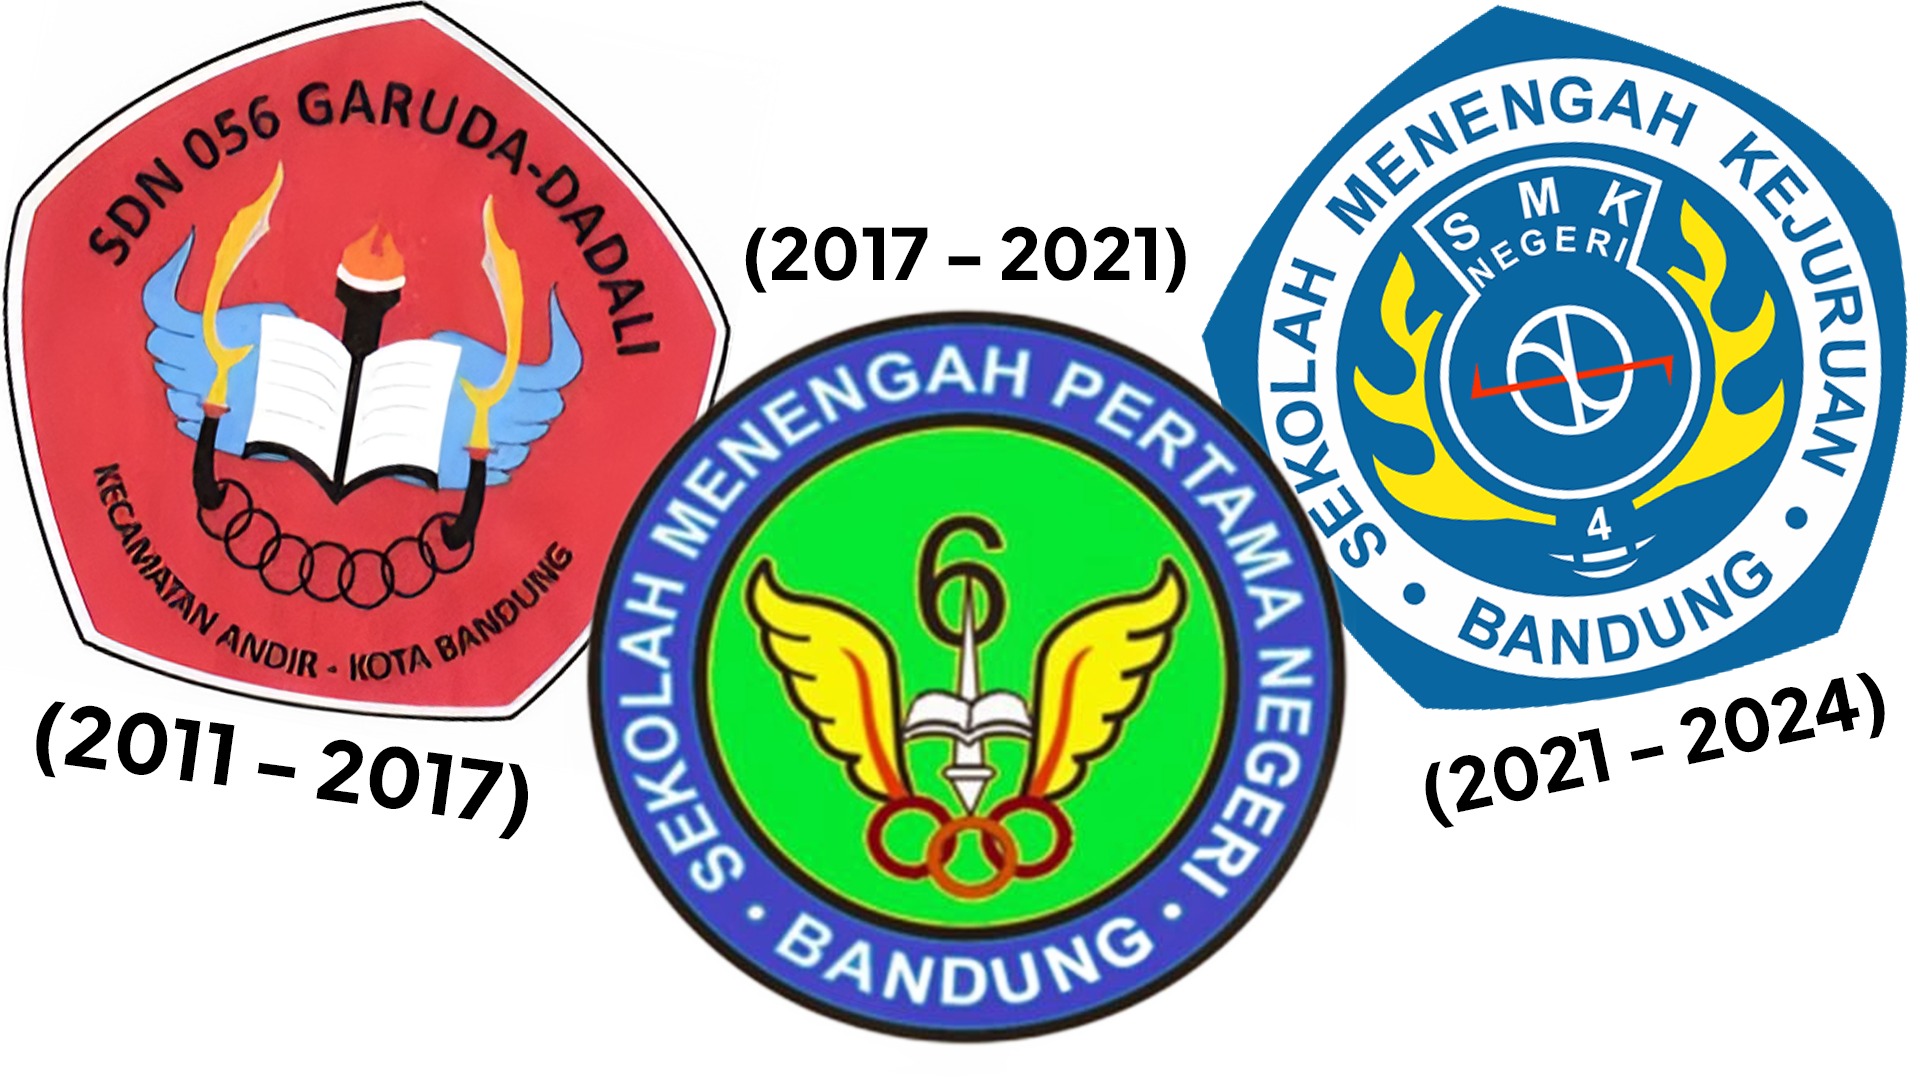 SDN 056 GARUDA-DADALI
KECAMATAN ANDIR - KOTA BANDUNG
(2011 – 2017)
(2017 – 2021)
SEKOLAH MENENGAH PERTAMA NEGERI
6
• BANDUNG •
SEKOLAH MENENGAH KEJURUAN
S M K
NEGERI
4
• BANDUNG •
(2021 – 2024)